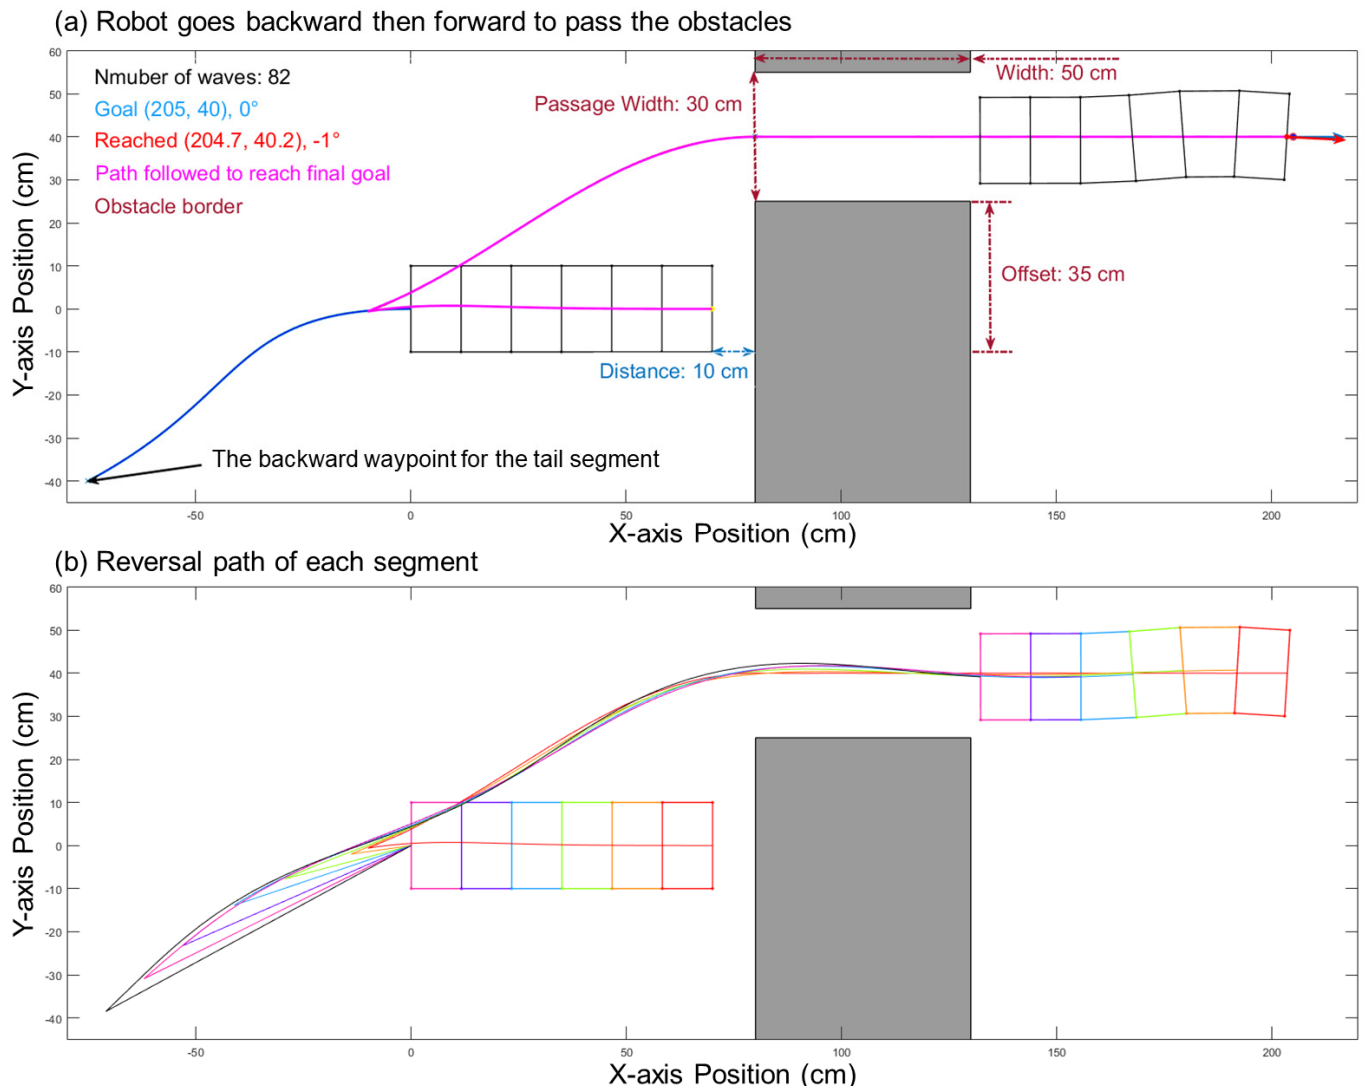 (a) Robot goes backward then forward to pass the obstacles
60
50
40
30
20
10
0
-10
-20
-30
-40
Y-axis Position (cm)
Nmuber of waves: 82
Goal (205, 40), 0°
Reached (204.7, 40.2), -1°
Path followed to reach final goal
Obstacle border
Passage Width: 30 cm
Width: 50 cm
Offset: 35 cm
Distance: 10 cm
The backward waypoint for the tail segment
-50
0
50
100
150
200
X-axis Position (cm)
(b) Reversal path of each segment
60
50
40
30
20
10
0
-10
-20
-30
-40
Y-axis Position (cm)
-50
0
50
100
150
200
X-axis Position (cm)